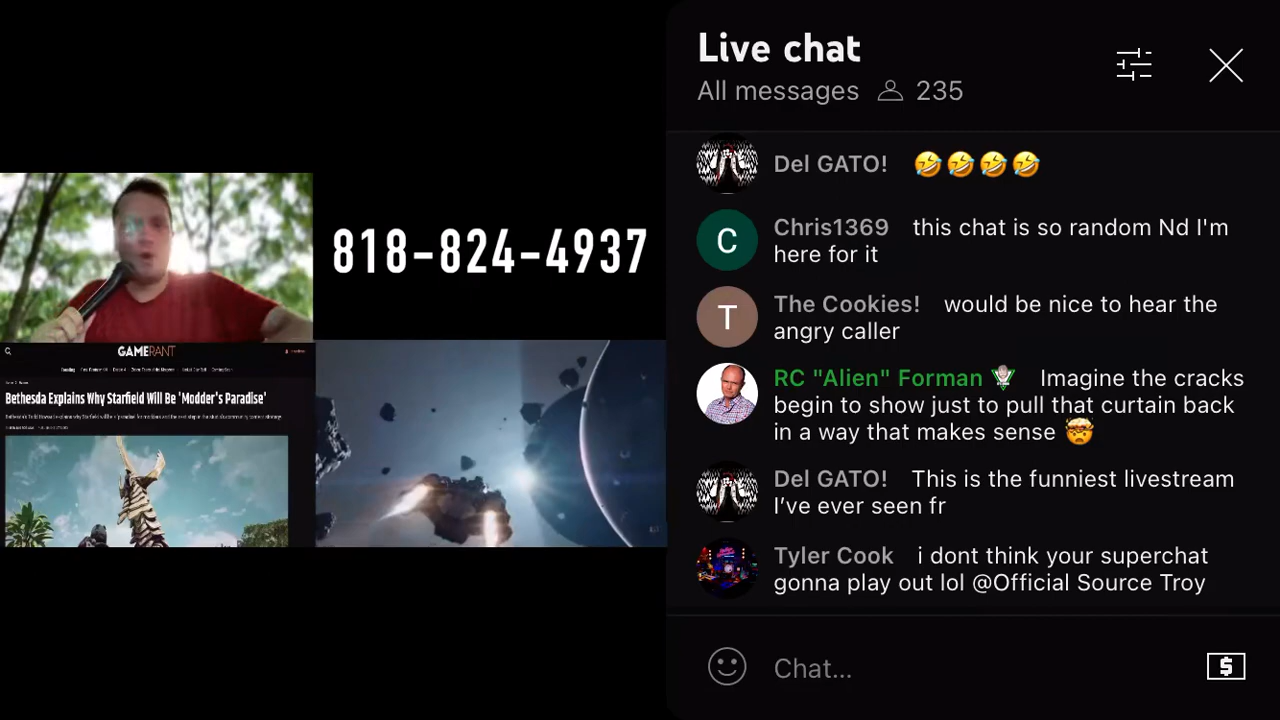 818-824-4937
GAMERANT
Bethesda Explains Why Starfield Will Be 'Modder's Paradise'
Live chat
All messages 235
Del GATO! 🤣🤣🤣🤣
C
Chris1369 this chat is so random Nd I'm
here for it
T
The Cookies! would be nice to hear the
angry caller
RC "Alien" Forman Imagine the cracks
begin to show just to pull that curtain back
in a way that makes sense 🤯
Del GATO! This is the funniest livestream
I've ever seen fr
Tyler Cook i dont think your superchat
gonna play out lol @Official Source Troy
Chat...
$